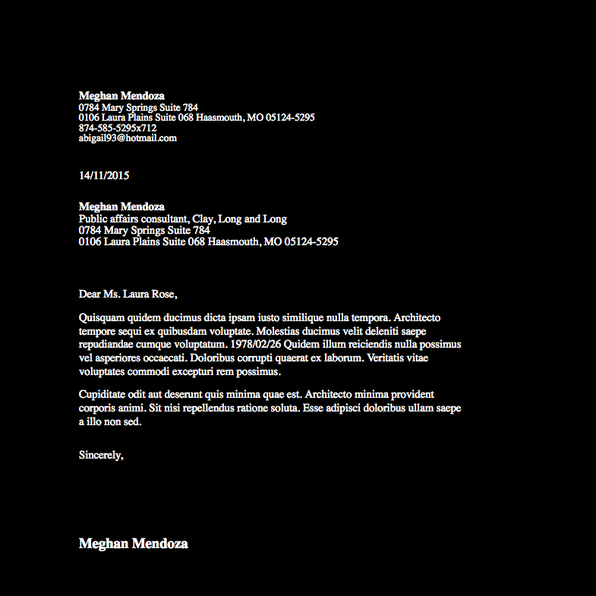 Meghan Mendoza
0784 Mary Springs Suite 784
0106 Laura Plains Suite 068 Haasmouth, MO 05124-5295
874-585-5295x712
abigail93@hotmail.com
14/11/2015
Meghan Mendoza
Public affairs consultant, Clay, Long and Long
0784 Mary Springs Suite 784
0106 Laura Plains Suite 068 Haasmouth, MO 05124-5295
Dear Ms. Laura Rose,
Quisquam quidem ducimus dicta ipsam iusto similique nulla tempora. Architecto
tempore sequi ex quibusdam voluptate. Molestias ducimus velit deleniti saepe
repudiandae cumque voluptatum. 1978/02/26 Quidem illum reiciendis nulla possimus
vel asperiores occaecati. Doloribus corrupti quaerat ex laborum. Veritatis vitae
voluptates commodi excepturi rem possimus.
Cupiditate odit aut deserunt quis minima quae est. Architecto minima provident
corporis animi. Sit nisi repellendus ratione soluta. Esse adipisci doloribus ullam saepe
a illo non sed.
Sincerely,
Meghan Mendoza